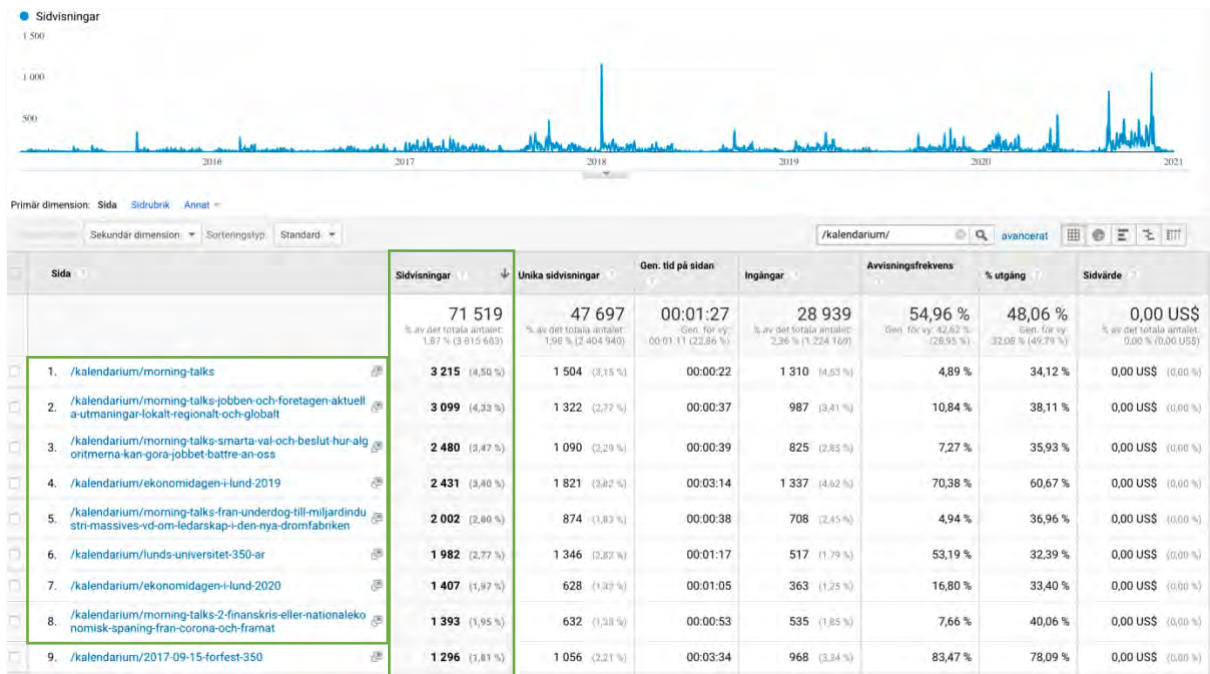 Sidvisningar
1 500
1 000
500
2016 2017 2018 2019 2020 2021
Primär dimension: Sida Sidrubrik Annat
Sekundär dimension Sorteringstyp: Standard /kalendarium/ avancerat
Sida Sidvisningar Unika sidvisningar Gen. tid på sidan Ingångar Avvisningsfrekvens % utgång Sidvärde
71 519 47 697 00:01:27 28 939 54,96 % 48,06 % 0,00 US$
% av det totala antalet: % av det totala antalet: Gen. för vy: % av det totala antalet: Gen. för vy: 42,62 % Gen. för vy: % av det totala antalet:
1,87 % (3 815 683) 1,98 % (2 404 940) 00:01:11 (22,86 %) 2,36 % (1 224 169) (28,95 %) 32,08 % (49,79 %) 0,00 % (0,00 US$)
1. /kalendarium/morning-talks 3 215 (4,50 %) 1 504 (3,15 %) 00:00:22 1 310 (4,53 %) 4,89 % 34,12 % 0,00 US$ (0,00 %)
2. /kalendarium/morning-talks-jobben-och-foretagen-aktuell
a-utmaningar-lokalt-regionalt-och-globalt 3 099 (4,33 %) 1 322 (2,77 %) 00:00:37 987 (3,41 %) 10,84 % 38,11 % 0,00 US$ (0,00 %)
3. /kalendarium/morning-talks-smarta-val-och-beslut-hur-alg
oritmerna-kan-gora-jobbet-battre-an-oss 2 480 (3,47 %) 1 090 (2,29 %) 00:00:39 825 (2,85 %) 7,27 % 35,93 % 0,00 US$ (0,00 %)
4. /kalendarium/ekonomidagen-i-lund-2019 2 431 (3,40 %) 1 821 (3,82 %) 00:03:14 1 337 (4,62 %) 70,38 % 60,67 % 0,00 US$ (0,00 %)
5. /kalendarium/morning-talks-fran-underdog-till-miljardindu
stri-massives-vd-om-ledarskap-i-den-nya-dromfabriken 2 002 (2,80 %) 874 (1,83 %) 00:00:38 708 (2,45 %) 4,94 % 36,96 % 0,00 US$ (0,00 %)
6. /kalendarium/lunds-universitet-350-ar 1 982 (2,77 %) 1 346 (2,82 %) 00:01:17 517 (1,79 %) 53,19 % 32,39 % 0,00 US$ (0,00 %)
7. /kalendarium/ekonomidagen-i-lund-2020 1 407 (1,97 %) 628 (1,32 %) 00:01:05 363 (1,25 %) 16,80 % 33,40 % 0,00 US$ (0,00 %)
8. /kalendarium/morning-talks-2-finanskris-eller-nationaleko
nomisk-spaning-fran-corona-och-framat 1 393 (1,95 %) 632 (1,33 %) 00:00:53 535 (1,85 %) 7,66 % 40,06 % 0,00 US$ (0,00 %)
9. /kalendarium/2017-09-15-forfest-350 1 296 (1,81 %) 1 056 (2,21 %) 00:03:34 968 (3,34 %) 83,47 % 78,09 % 0,00 US$ (0,00 %)